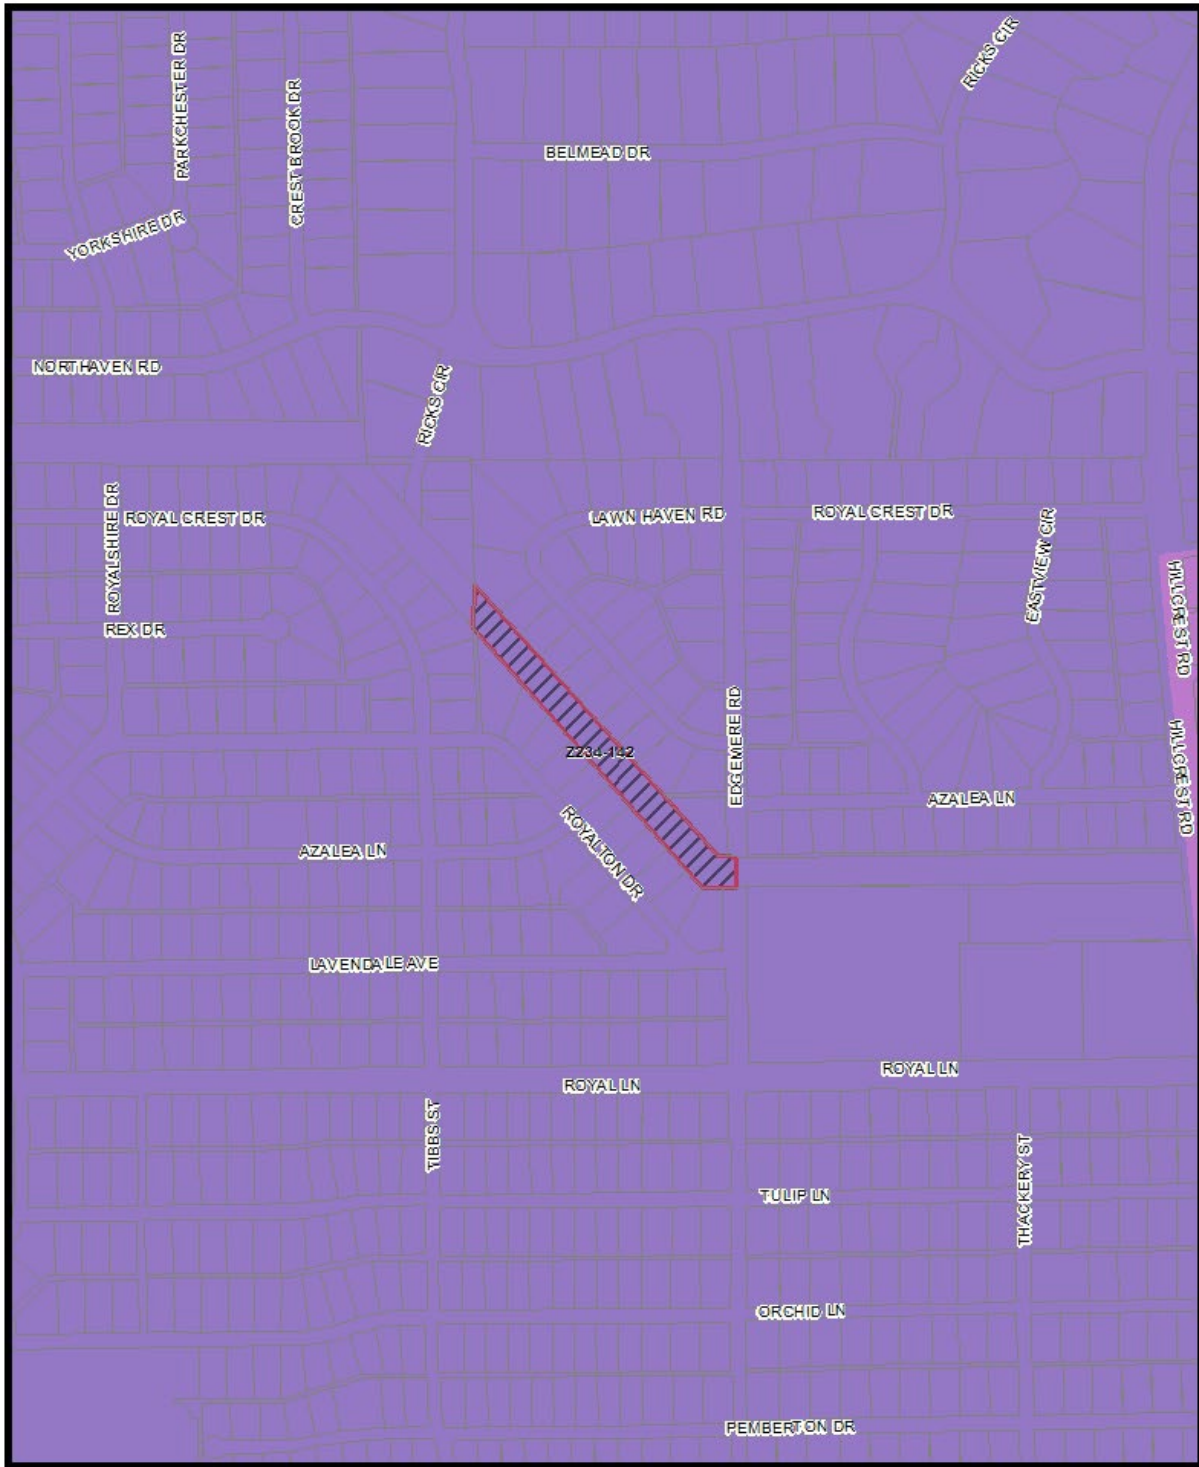 RICKS CIR
PARKCHESTER DR
CREST BROOK DR
BELMEAD DR
YORKSHIRE DR
NORTHAVEN RD
RICKS CIR
ROYALSHIRE DR
ROYAL CREST DR
LAWN HAVEN RD
ROYAL CREST DR
EASTVIEW CIR
HILLCREST RD
REX DR
EDGEMERE RD
Z234-142
HILLCREST RD
AZALEA LN
ROYALTON DR
AZALEA LN
LAVENDALE AVE
ROYAL LN
ROYAL LN
TIBBS ST
THACKERY ST
TULIP LN
ORCHID LN
PEMBERTON DR